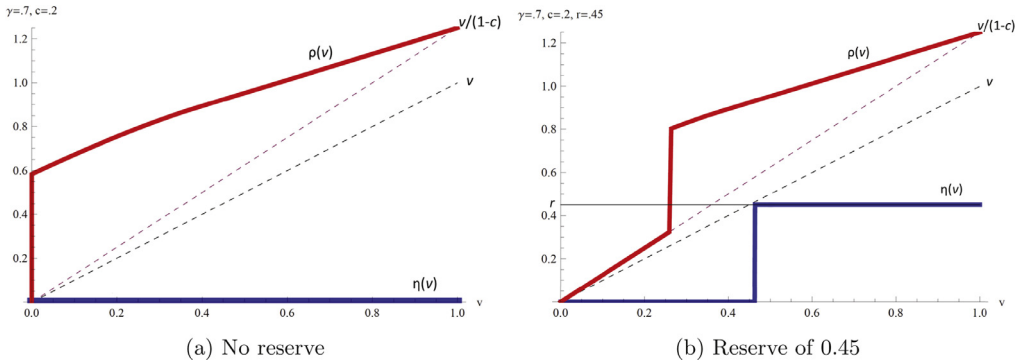 γ=.7, c=.2
v/(1-c)
1.2
ρ(v)
1.0
v
0.8
0.6
0.4
0.2
η(v)
v
0.0 0.2 0.4 0.6 0.8 1.0
(a) No reserve
γ=.7, c=.2, r=.45
v/(1-c)
1.2
ρ(v)
1.0
v
0.8
0.6
r
η(v)
0.4
0.2
v
0.0 0.2 0.4 0.6 0.8 1.0
(b) Reserve of 0.45